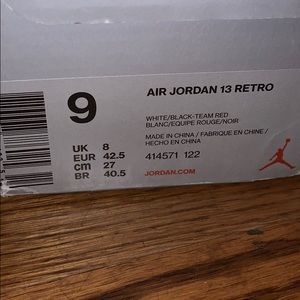 9
AIR JORDAN 13 RETRO
WHITE/BLACK-TEAM RED
BLANC/EQUIPE ROUGE/NOIR
MADE IN CHINA / FABRIQUE EN CHINE /
HECHO EN CHINA
UK 8
EUR 42.5
cm 27
BR 40.5
414571 122
JORDAN.COM